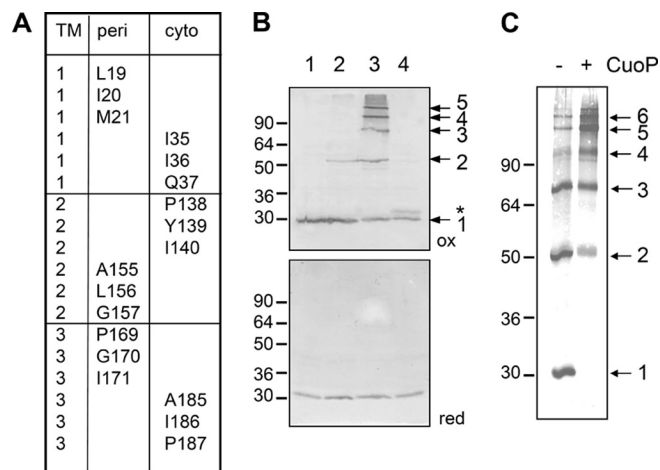 A
TM peri cyto
1 L19
1 I20
1 M21
1 I35
1 I36
1 Q37
2 P138
2 Y139
2 I140
2 A155
2 L156
2 G157
3 P169
3 G170
3 I171
3 A185
3 I186
3 P187
B
1 2 3 4
90
64
50
36
30
5
4
3
2
*
1
ox
90
64
50
36
30
red
C
- + CuoP
90
64
50
36
30
6
5
4
3
2
1